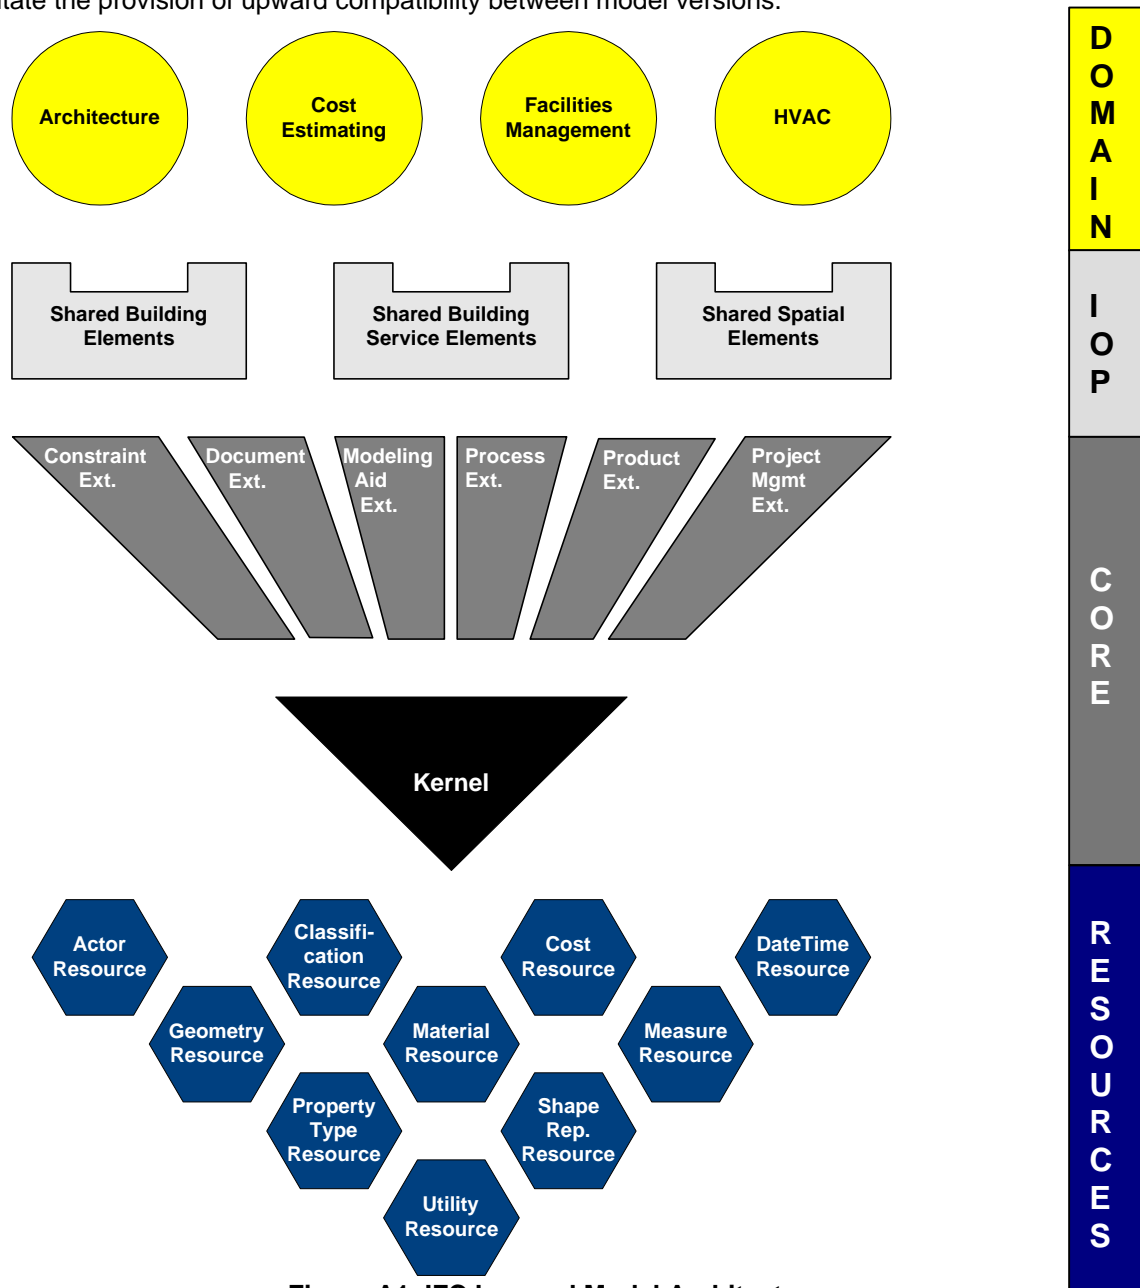 the provision of upward compatibility between model versions.
Architecture
Cost
Estimating
Facilities
Management
HVAC
Shared Building
Elements
Shared Building
Service Elements
Shared Spatial
Elements
Constraint
Ext.
Document
Ext.
Modeling
Aid
Ext.
Process
Ext.
Product
Ext.
Project
Mgmt
Ext.
Kernel
Actor
Resource
Classifi-
cation
Resource
Cost
Resource
DateTime
Resource
Geometry
Resource
Material
Resource
Measure
Resource
Property
Type
Resource
Shape
Rep.
Resource
Utility
Resource
D
O
M
A
I
N
I
O
P
C
O
R
E
R
E
S
O
U
R
C
E
S